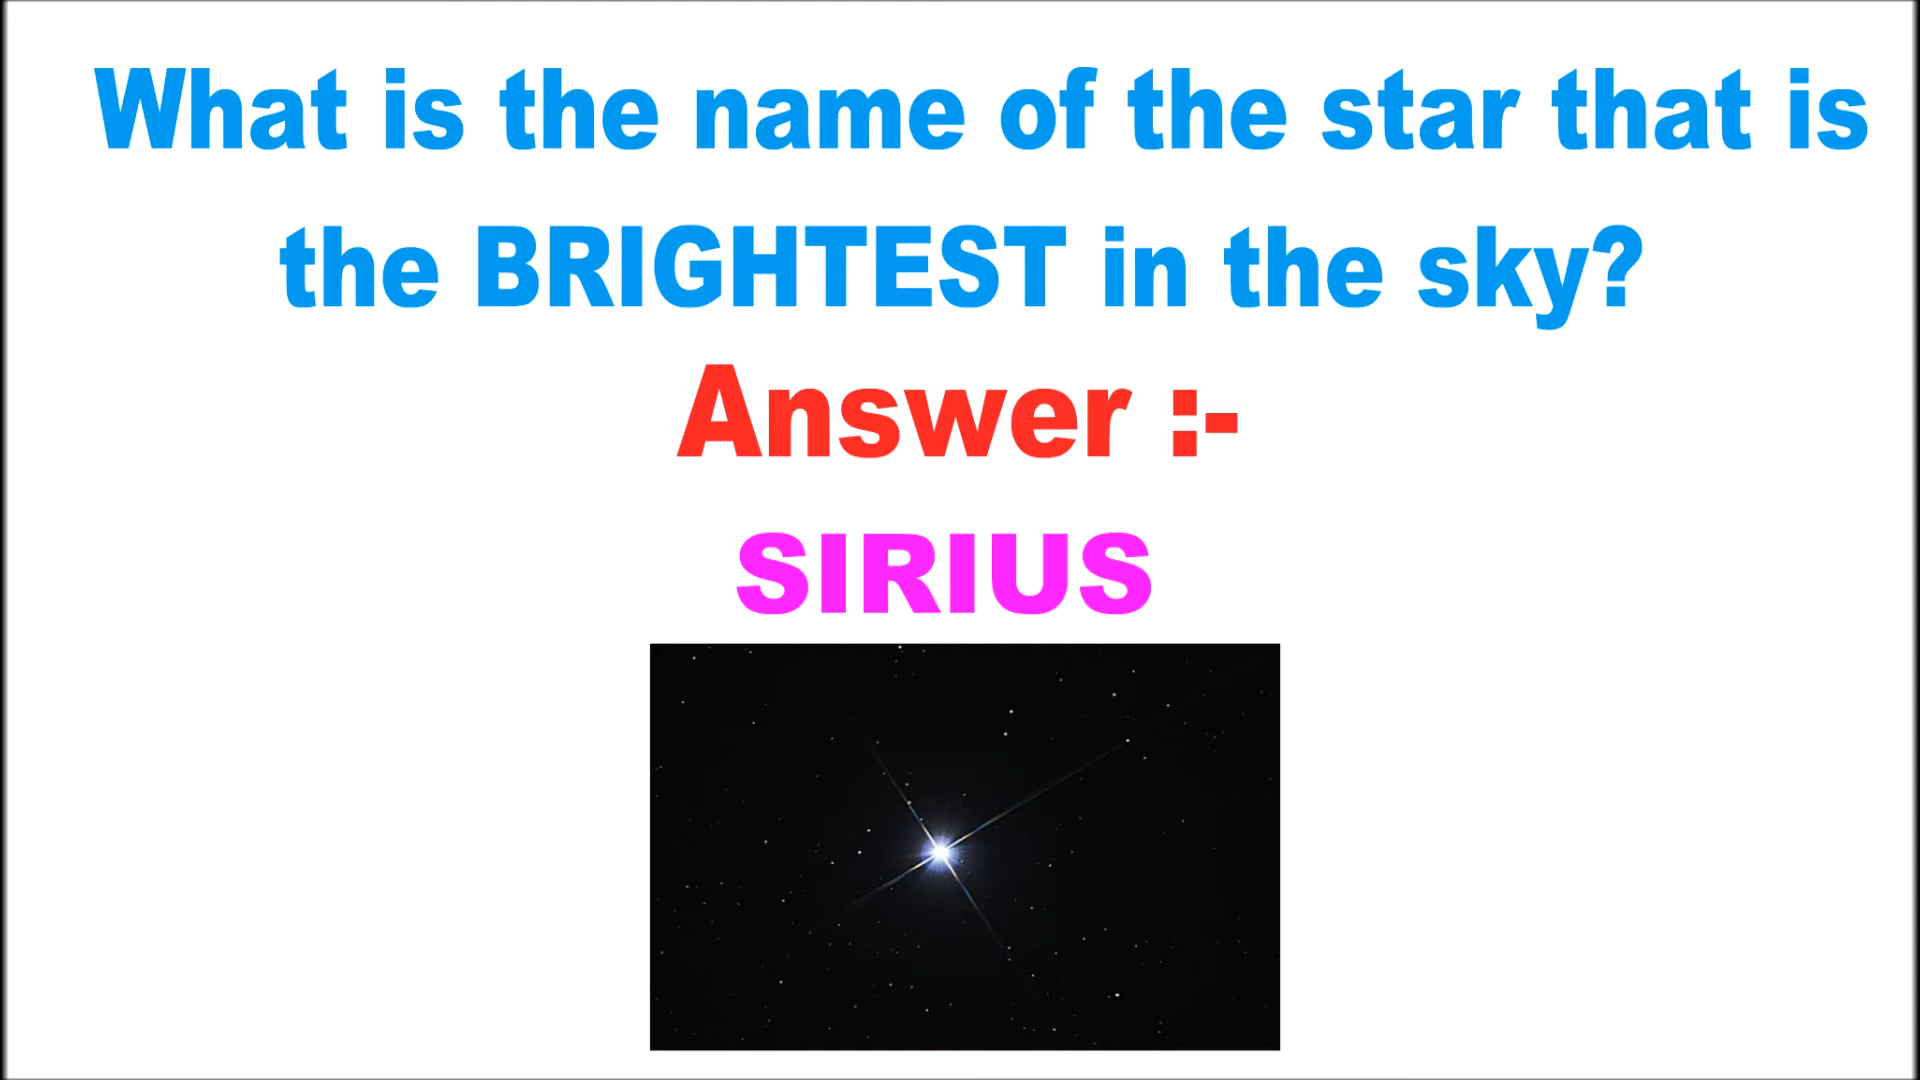 What is the name of the star that is
the BRIGHTEST in the sky?
Answer :-
SIRIUS